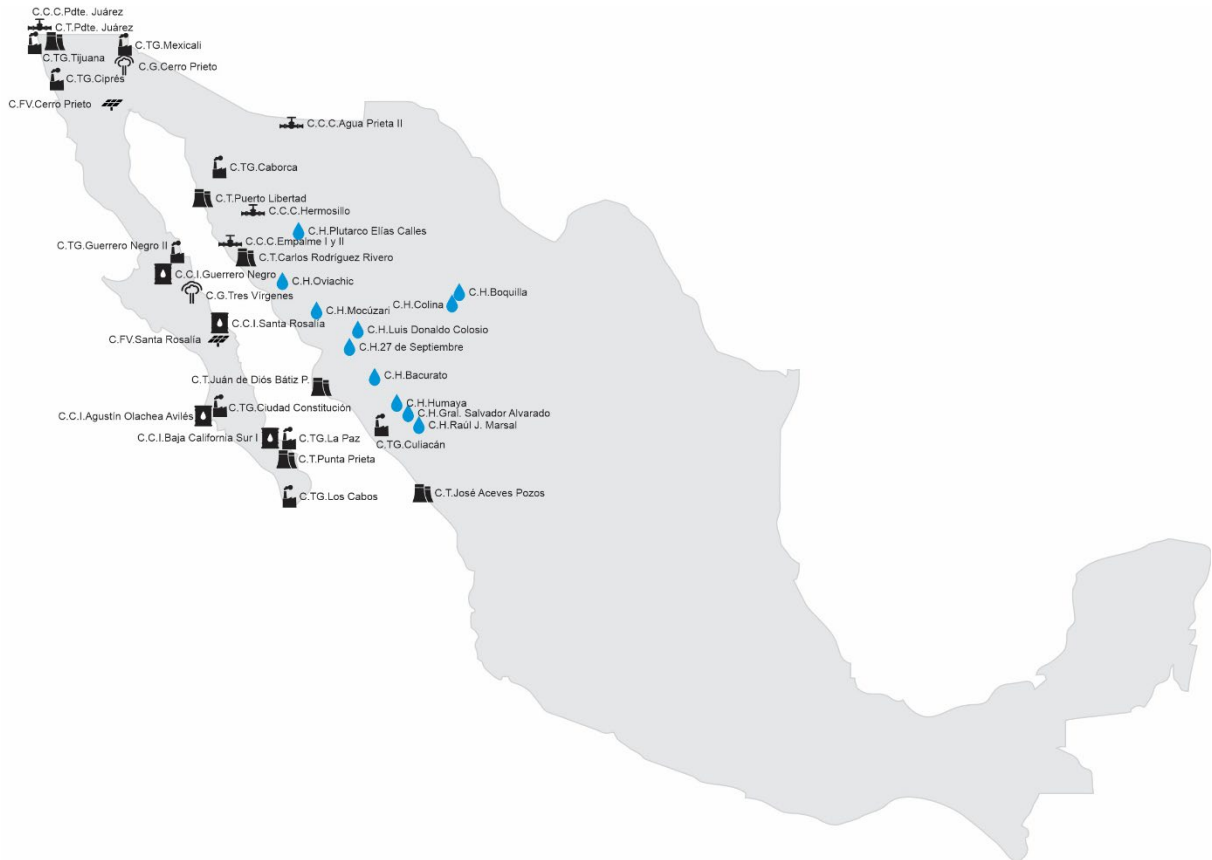 C.C.C.Pdte. Juárez
C.T.Pdte. Juárez
C.TG.Mexicali
C.TG.Tijuana
C.G.Cerro Prieto
C.TG.Ciprés
C.FV.Cerro Prieto
C.C.C.Agua Prieta II
C.TG.Caborca
C.T.Puerto Libertad
C.C.C.Hermosillo
C.H.Plutarco Elías Calles
C.TG.Guerrero Negro II
C.C.C.Empalme I y II
C.T.Carlos Rodríguez Rivero
C.C.I.Guerrero Negro
C.H.Oviachic
C.G.Tres Vírgenes
C.H.Boquilla
C.H.Colina
C.H.Mocúzari
C.C.I.Santa Rosalía
C.H.Luis Donaldo Colosio
C.FV.Santa Rosalía
C.H.27 de Septiembre
C.H.Bacurato
C.T.Juán de Diós Bátiz P.
C.H.Humaya
C.TG.Ciudad Constitución
C.H.Gral. Salvador Alvarado
C.C.I.Agustín Olachea Avilés
C.H.Raúl J. Marsal
C.C.I.Baja California Sur I
C.TG.La Paz
C.TG.Culiacán
C.T.Punta Prieta
C.T.José Aceves Pozos
C.TG.Los Cabos